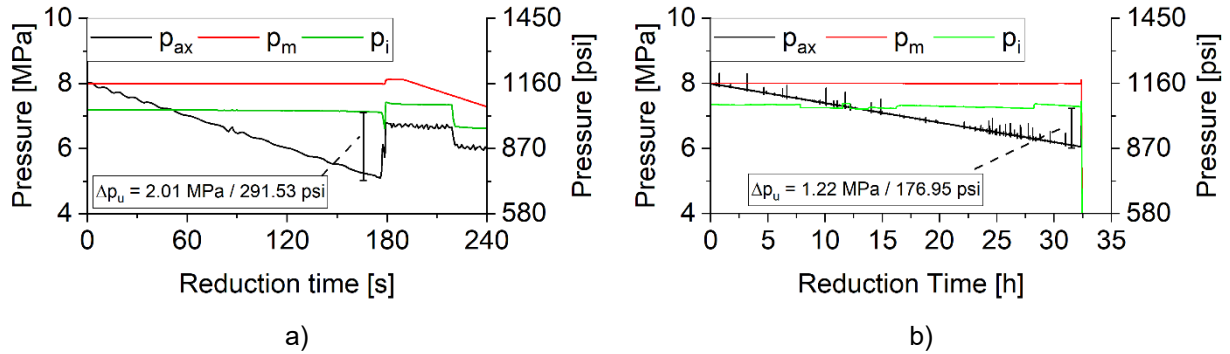 Pressure [MPa]
10
8
6
4
p_ax p_m p_i
Δp_u = 2.01 MPa / 291.53 psi
1450
1160
870
580
Pressure [psi]
0 60 120 180 240
Reduction time [s]
a)
Pressure [MPa]
10
8
6
4
p_ax p_m p_i
Δp_u = 1.22 MPa / 176.95 psi
1450
1160
870
580
Pressure [psi]
0 5 10 15 20 25 30 35
Reduction Time [h]
b)